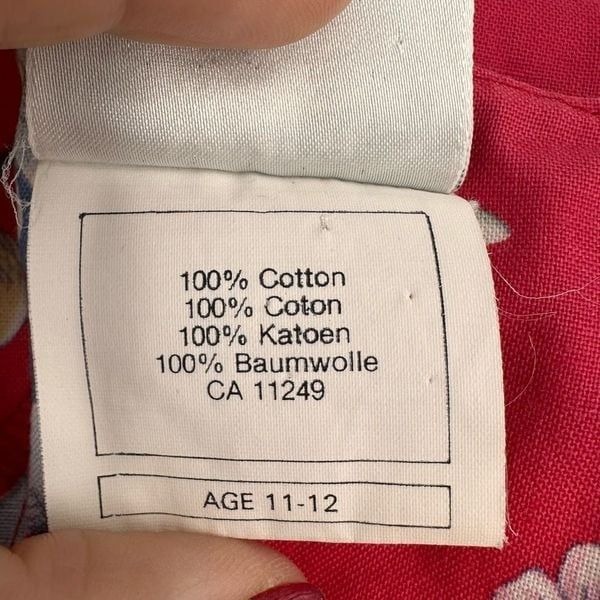 100% Cotton
100% Coton
100% Katoen
100% Baumwolle
CA 11249
AGE 11-12